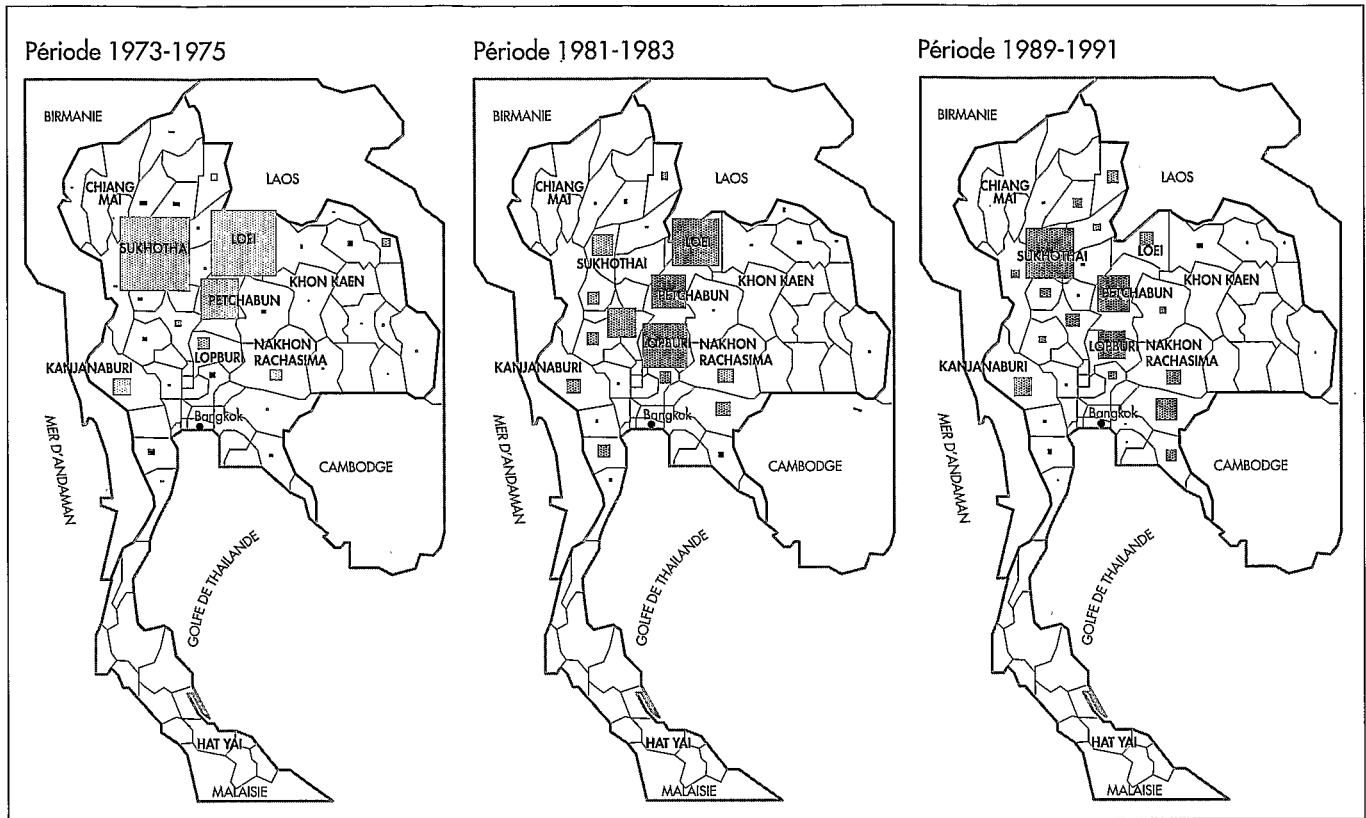 Période 1973-1975
BIRMANIE
LAOS
CHIANG
MAI
SUKHOTHAI
LOEI
KHON KAEN
PETCHABUN
LOPBURI
NAKHON
RACHASIMA
KANJANABURI
Bangkok
CAMBODGE
MER D'ANDAMAN
GOLFE DE THAILANDE
HAT YAI
MALAISIE
Période 1981-1983
BIRMANIE
LAOS
CHIANG
MAI
LOEI
SUKHOTHAI
KHON KAEN
PETCHABUN
LOPBURI
NAKHON
RACHASIMA
KANJANABURI
Bangkok
CAMBODGE
MER D'ANDAMAN
GOLFE DE THAILANDE
HAT YAI
MALAISIE
Période 1989-1991
BIRMANIE
LAOS
CHIANG
MAI
SUKHOTHAI
LOEI
KHON KAEN
PETCHABUN
LOPBURI
NAKHON
RACHASIMA
KANJANABURI
Bangkok
CAMBODGE
MER D'ANDAMAN
GOLFE DE THAILANDE
HAT YAI
MALAISIE